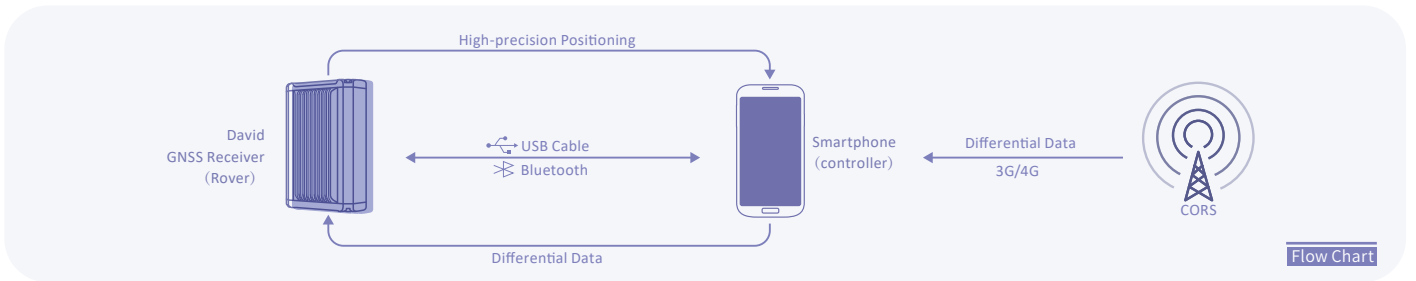 High-precision Positioning
David
GNSS Receiver
（Rover）
USB Cable
Bluetooth
Smartphone
（controller）
Differential Data
3G/4G
CORS
Differential Data
Flow Chart